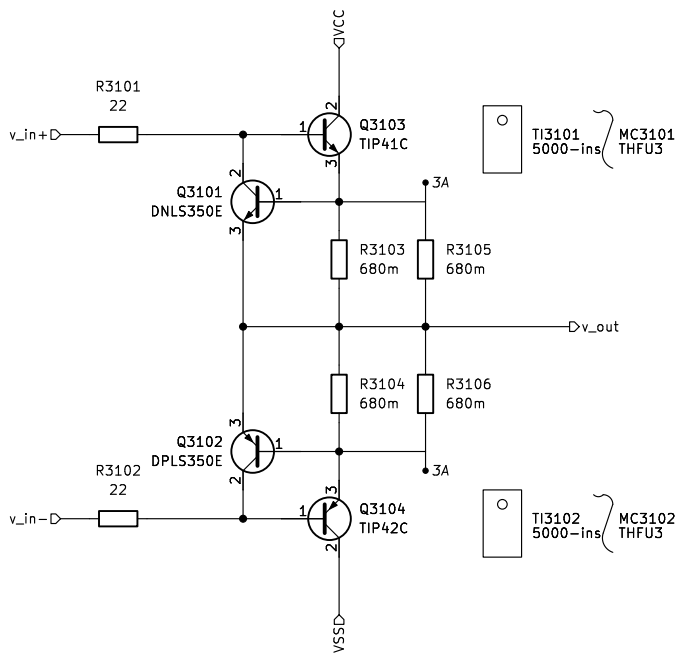 VCC
R3101
22
v_in+
2
1
3
Q3103
TIP41C
TI3101
5000-ins
MC3101
THFU3
2
Q3101
DNLS350E
1
3
3A
R3103
680m
R3105
680m
v_out
R3104
680m
R3106
680m
3
Q3102
DPLS350E
1
2
3A
R3102
22
v_in-
3
1
2
Q3104
TIP42C
TI3102
5000-ins
MC3102
THFU3
VSS